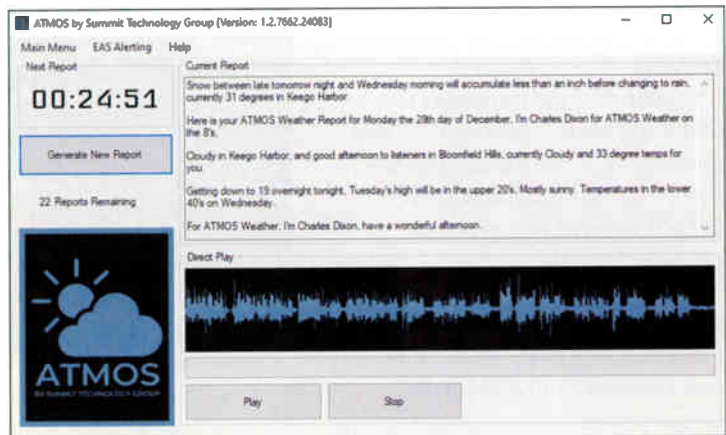 ATMOS by Summit Technology Group (Version: 1.2.7662.24083)
Main Menu EAS Alerting Help
Next Report
00:24:51
Generate New Report
22 Reports Remaining
ATMOS
BY SUMMIT TECHNOLOGY GROUP
Current Report
Snow between late tomorrow night and Wednesday morning will accumulate less than an inch before changing to rain,
currently 31 degrees in Keego Harbor.
Here is your ATMOS Weather Report for Monday the 28th day of December, I'm Charles Dixon for ATMOS Weather on
the 8's.
Cloudy in Keego Harbor, and good afternoon to listeners in Bloomfield Hills, currently Cloudy and 33 degree temps for
you.
Getting down to 19 overnight tonight, Tuesday's high will be in the upper 20's, Mostly sunny. Temperatures in the lower
40's on Wednesday.
For ATMOS Weather, I'm Charles Dixon, have a wonderful afternoon.
Direct Play
Play
Stop